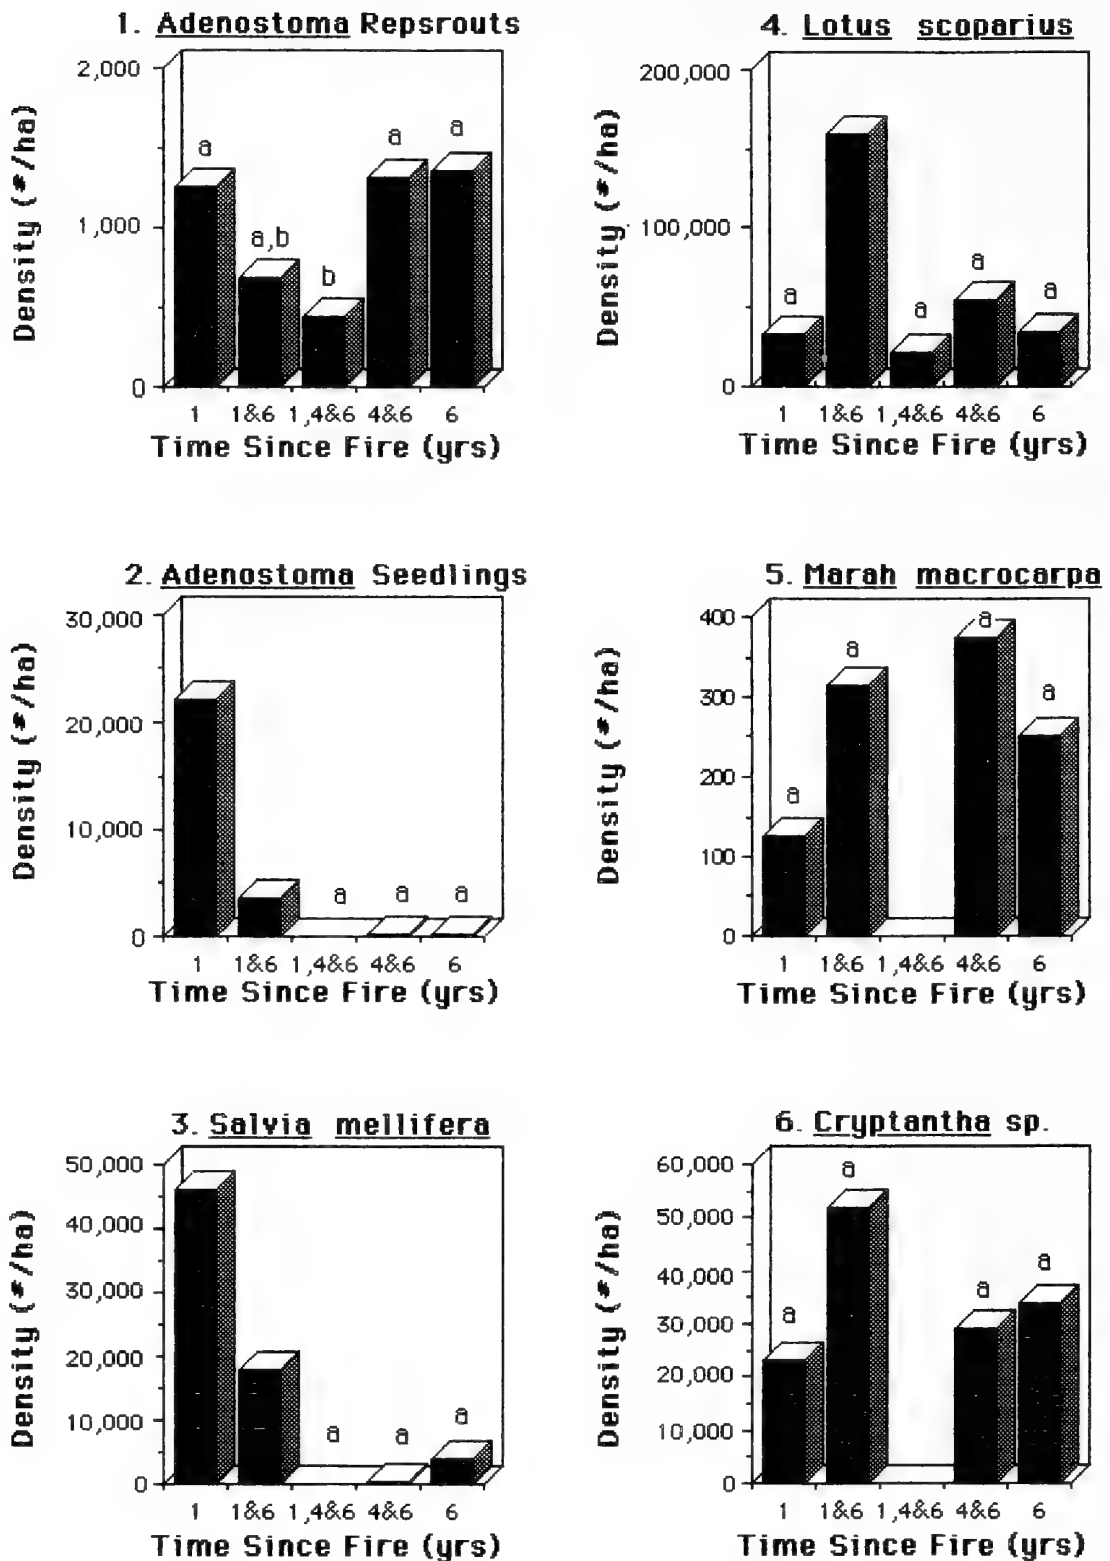 1. Adenostoma Repsrouts
Density (#/ha)
2,000
1,000
0
a
a,b
b
a
a
1 1&6 1,4&6 4&6 6
Time Since Fire (yrs)
4. Lotus scoparius
Density (#/ha)
200,000
100,000
0
a
a
a
a
1 1&6 1,4&6 4&6 6
Time Since Fire (yrs)
2. Adenostoma Seedlings
Density (#/ha)
30,000
20,000
10,000
0
a
a
a
1 1&6 1,4&6 4&6 6
Time Since Fire (yrs)
5. Marah macrocarpa
Density (#/ha)
400
300
200
100
0
a
a
a
a
1 1&6 1,4&6 4&6 6
Time Since Fire (yrs)
3. Salvia mellifera
Density (#/ha)
50,000
40,000
30,000
20,000
10,000
0
a
a
a
1 1&6 1,4&6 4&6 6
Time Since Fire (yrs)
6. Cryptantha sp.
Density (#/ha)
60,000
50,000
40,000
30,000
20,000
10,000
0
a
a
a
a
1 1&6 1,4&6 4&6 6
Time Since Fire (yrs)